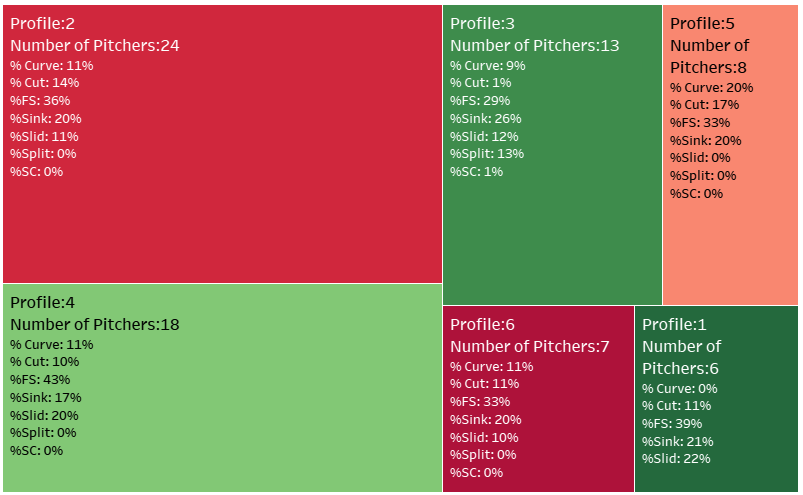 Profile:2
Number of Pitchers:24
% Curve: 11%
% Cut: 14%
%FS: 36%
%Sink: 20%
%Slid: 11%
%Split: 0%
%SC: 0%
Profile:3
Number of Pitchers:13
% Curve: 9%
% Cut: 1%
%FS: 29%
%Sink: 26%
%Slid: 12%
%Split: 13%
%SC: 1%
Profile:5
Number of
Pitchers:8
% Curve: 20%
% Cut: 17%
%FS: 33%
%Sink: 20%
%Slid: 0%
%Split: 0%
%SC: 0%
Profile:4
Number of Pitchers:18
% Curve: 11%
% Cut: 10%
%FS: 43%
%Sink: 17%
%Slid: 20%
%Split: 0%
%SC: 0%
Profile:6
Number of Pitchers:7
% Curve: 11%
% Cut: 11%
%FS: 33%
%Sink: 20%
%Slid: 10%
%Split: 0%
%SC: 0%
Profile:1
Number of
Pitchers:6
% Curve: 0%
% Cut: 11%
%FS: 39%
%Sink: 21%
%Slid: 22%